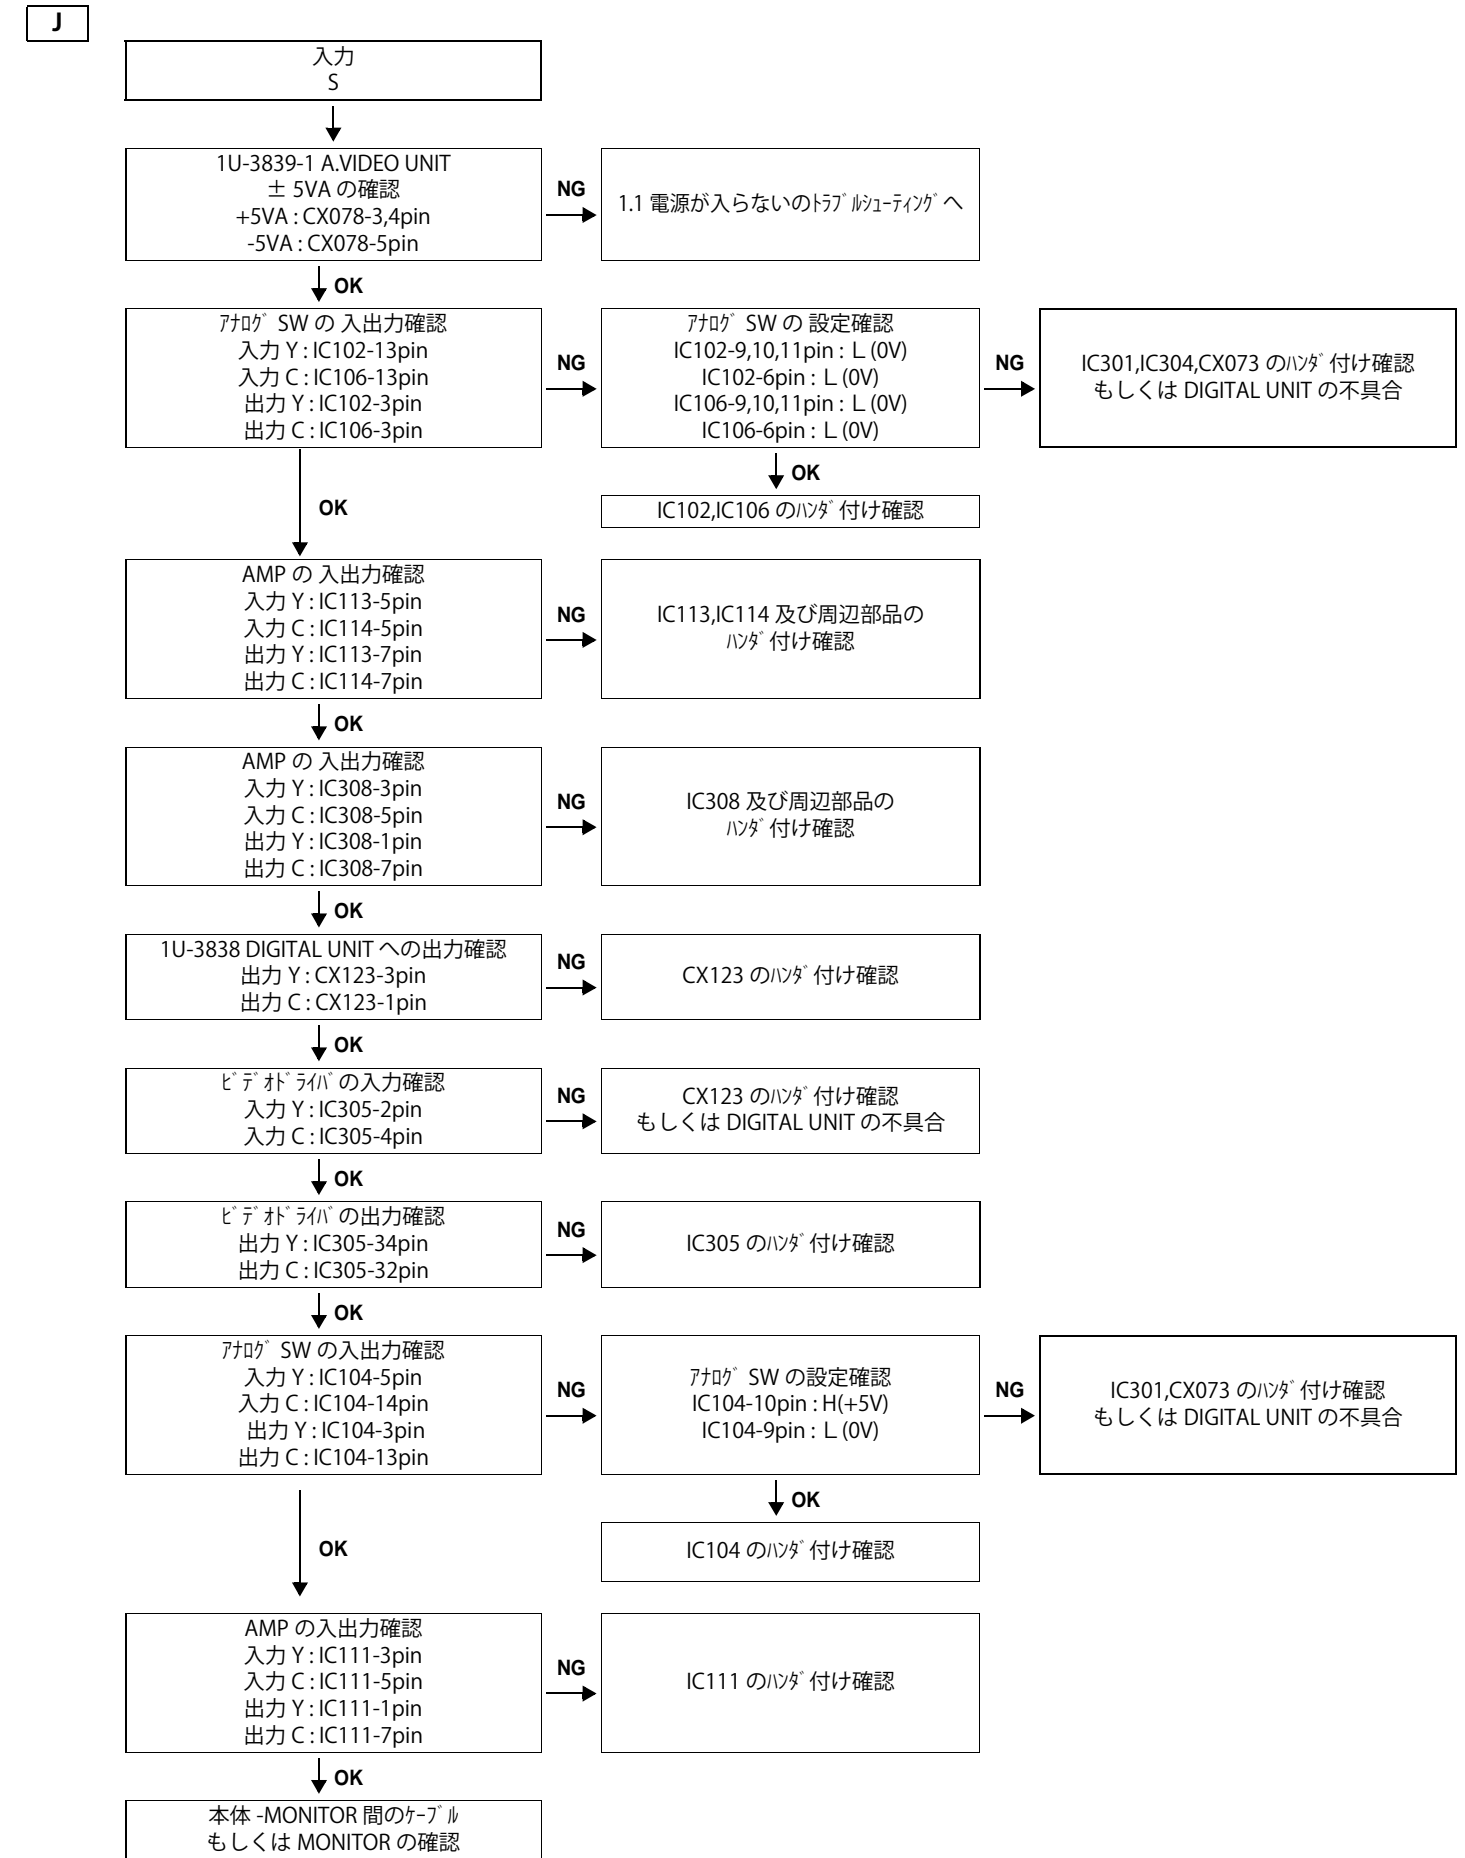 J
入力
S
1U-3839-1 A.VIDEO UNIT
± 5VA の確認
+5VA : CX078-3,4pin
-5VA : CX078-5pin
NG
1.1 電源が入らないのﾄﾗﾌﾞﾙｼｭｰﾃｨﾝｸﾞへ
OK
ｱﾅﾛｸﾞ SW の 入出力確認
入力 Y : IC102-13pin
入力 C : IC106-13pin
出力 Y : IC102-3pin
出力 C : IC106-3pin
NG
ｱﾅﾛｸﾞ SW の 設定確認
IC102-9,10,11pin : L (0V)
IC102-6pin : L (0V)
IC106-9,10,11pin : L (0V)
IC106-6pin : L (0V)
NG
IC301,IC304,CX073 のﾊﾝﾀﾞ付け確認
もしくは DIGITAL UNIT の不具合
OK
IC102,IC106 のﾊﾝﾀﾞ付け確認
OK
AMP の 入出力確認
入力 Y : IC113-5pin
入力 C : IC114-5pin
出力 Y : IC113-7pin
出力 C : IC114-7pin
NG
IC113,IC114 及び周辺部品の
ﾊﾝﾀﾞ付け確認
OK
AMP の 入出力確認
入力 Y : IC308-3pin
入力 C : IC308-5pin
出力 Y : IC308-1pin
出力 C : IC308-7pin
NG
IC308 及び周辺部品の
ﾊﾝﾀﾞ付け確認
OK
1U-3838 DIGITAL UNIT への出力確認
出力 Y : CX123-3pin
出力 C : CX123-1pin
NG
CX123 のﾊﾝﾀﾞ付け確認
OK
ﾋﾞﾃﾞｵﾄﾞﾗｲﾊﾞの入力確認
入力 Y : IC305-2pin
入力 C : IC305-4pin
NG
CX123 のﾊﾝﾀﾞ付け確認
もしくは DIGITAL UNIT の不具合
OK
ﾋﾞﾃﾞｵﾄﾞﾗｲﾊﾞの出力確認
出力 Y : IC305-34pin
出力 C : IC305-32pin
NG
IC305 のﾊﾝﾀﾞ付け確認
OK
ｱﾅﾛｸﾞ SW の入出力確認
入力 Y : IC104-5pin
入力 C : IC104-14pin
出力 Y : IC104-3pin
出力 C : IC104-13pin
NG
ｱﾅﾛｸﾞ SW の設定確認
IC104-10pin : H(+5V)
IC104-9pin : L (0V)
NG
IC301,CX073 のﾊﾝﾀﾞ付け確認
もしくは DIGITAL UNIT の不具合
OK
IC104 のﾊﾝﾀﾞ付け確認
OK
AMP の入出力確認
入力 Y : IC111-3pin
入力 C : IC111-5pin
出力 Y : IC111-1pin
出力 C : IC111-7pin
NG
IC111 のﾊﾝﾀﾞ付け確認
OK
本体 -MONITOR 間のｹｰﾌﾞﾙ
もしくは MONITOR の確認